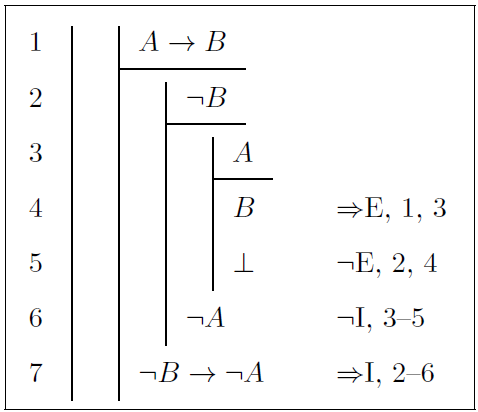 1 A → B
2 ¬B
3 A
4 B ⇒E, 1, 3
5 ⊥ ¬E, 2, 4
6 ¬A ¬I, 3–5
7 ¬B → ¬A ⇒I, 2–6